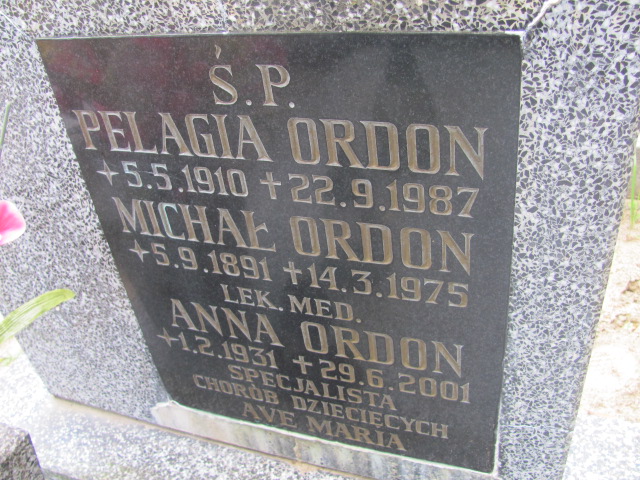 Ś.P.
PELAGIA ORDON
+5.5.1910 +22.9.1987
MICHAŁ ORDON
+5.9.1891 +14.3.1975
LEK. MED.
ANNA ORDON
+1.2.1931 +29.6.2001
SPECJALISTA
CHORÓB DZIECIĘCYCH
AVE MARIA